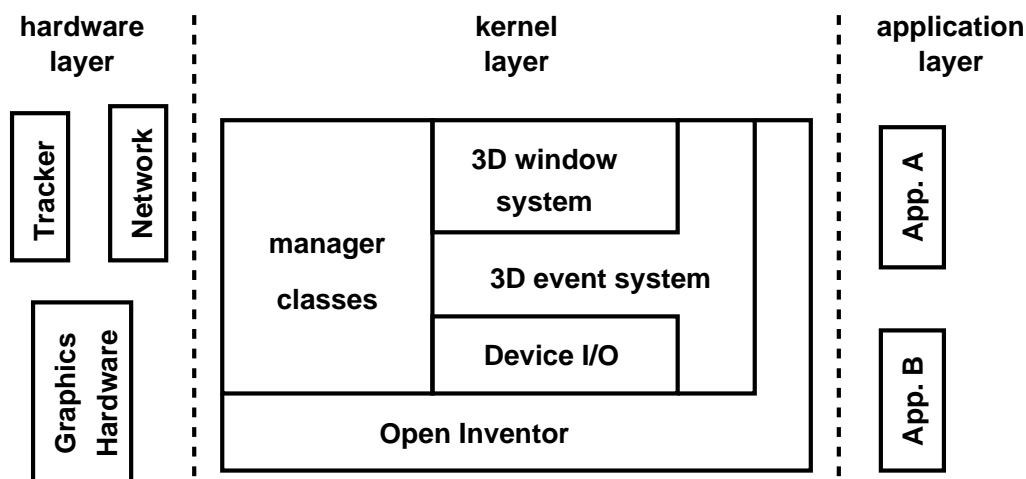 hardware
layer
kernel
layer
application
layer
Tracker
Network
Graphics
Hardware
manager
classes
3D window
system
3D event system
Device I/O
Open Inventor
App. A
App. B